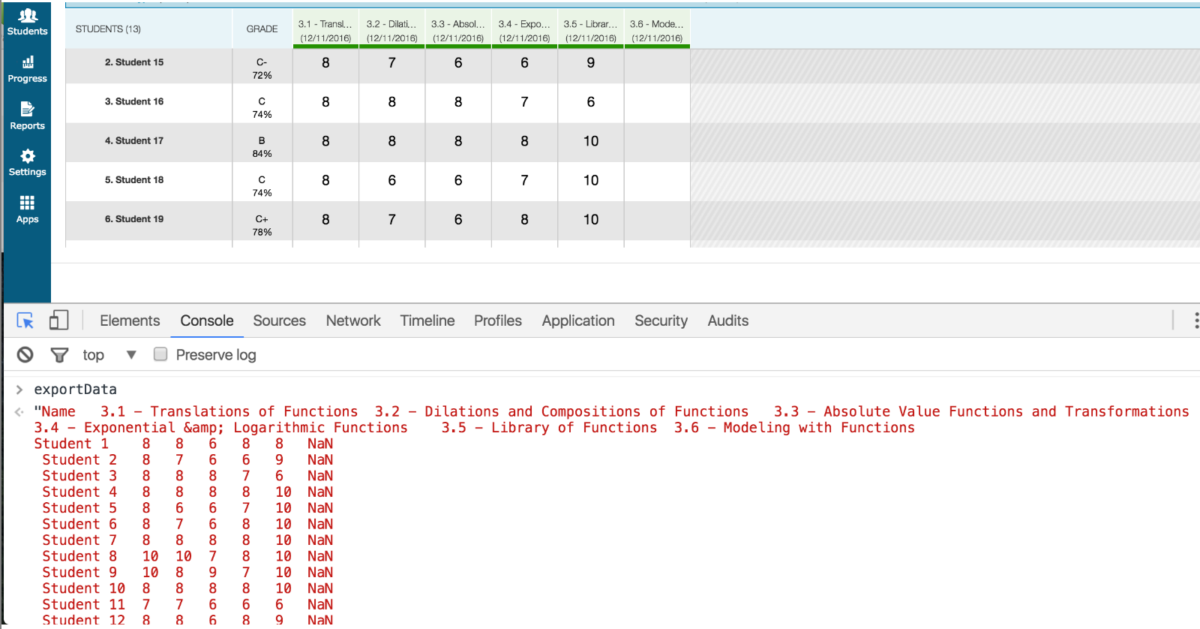 Students
Progress
Reports
Settings
Apps
STUDENTS (13) GRADE 3.1 - Transl... 3.2 - Dilati... 3.3 - Absol... 3.4 - Expo... 3.5 - Librar... 3.6 - Mode...
(12/11/2016) (12/11/2016) (12/11/2016) (12/11/2016) (12/11/2016) (12/11/2016)
2. Student 15 C- 8 7 6 6 9
72%
3. Student 16 C 8 8 8 7 6
74%
4. Student 17 B 8 8 8 8 10
84%
5. Student 18 C 8 6 6 7 10
74%
6. Student 19 C+ 8 7 6 8 10
78%
Elements Console Sources Network Timeline Profiles Application Security Audits
top Preserve log
> exportData
"Name 3.1 - Translations of Functions 3.2 - Dilations and Compositions of Functions 3.3 - Absolute Value Functions and Transformations
3.4 - Exponential &amp; Logarithmic Functions 3.5 - Library of Functions 3.6 - Modeling with Functions
Student 1 8 8 6 8 8 NaN
Student 2 8 7 6 6 9 NaN
Student 3 8 8 8 7 6 NaN
Student 4 8 8 8 8 10 NaN
Student 5 8 6 6 7 10 NaN
Student 6 8 7 6 8 10 NaN
Student 7 8 8 8 8 10 NaN
Student 8 10 10 7 8 10 NaN
Student 9 10 8 9 7 10 NaN
Student 10 8 8 8 8 10 NaN
Student 11 7 7 6 6 6 NaN
Student 12 8 8 6 8 9 NaN